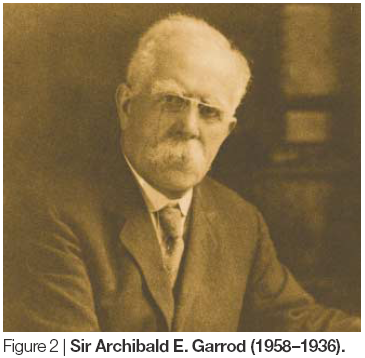 Figure 2 | Sir Archibald E. Garrod (1958–1936).